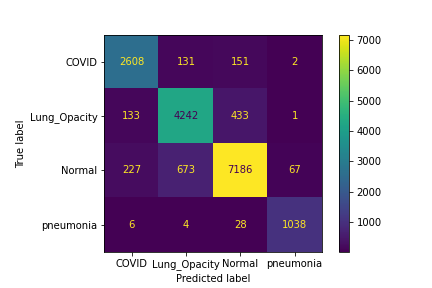 COVID 2608 131 151 2
Lung_Opacity 133 4242 433 1
Normal 227 673 7186 67
pneumonia 6 4 28 1038
COVID Lung_Opacity Normal pneumonia
Predicted label
True label
7000
6000
5000
4000
3000
2000
1000